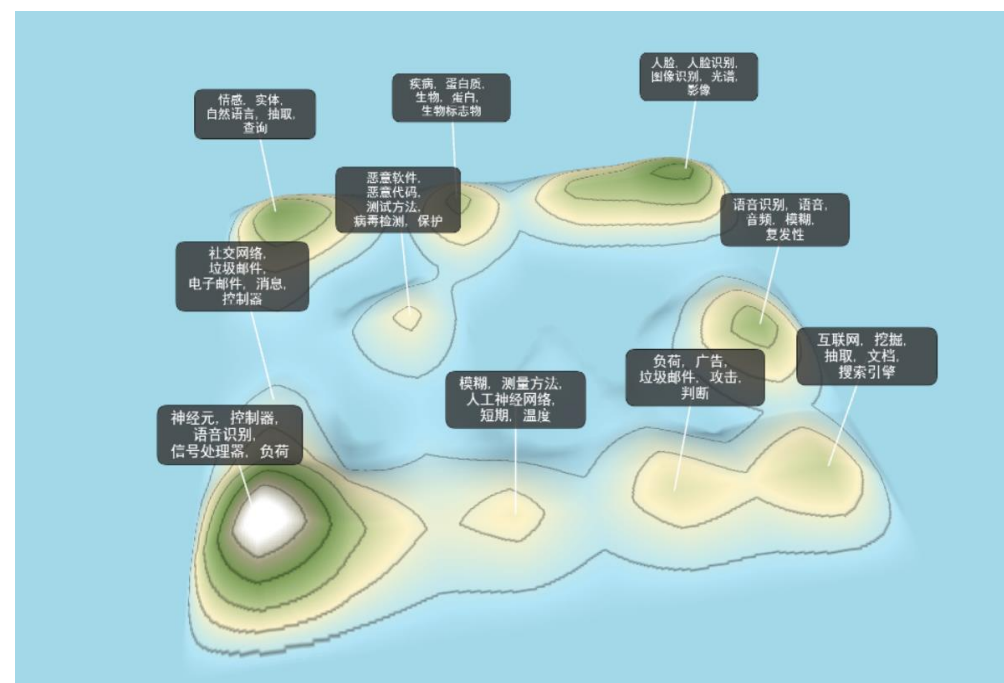 人脸，人脸识别，
图像识别，光谱，
影像
疾病，蛋白质，
生物，蛋白，
生物标志物
情感，实体，
自然语言，抽取，
查询
恶意软件，
恶意代码，
测试方法，
病毒检测，保护
语音识别，语音，
音频，模糊，
复发性
社交网络，
垃圾邮件，
电子邮件，消息，
控制器
互联网，挖掘，
抽取，文档，
搜索引擎
负荷，广告，
垃圾邮件，攻击，
判断
模糊，测量方法，
人工神经网络，
短期，温度
神经元，控制器，
语音识别，
信号处理器，负荷